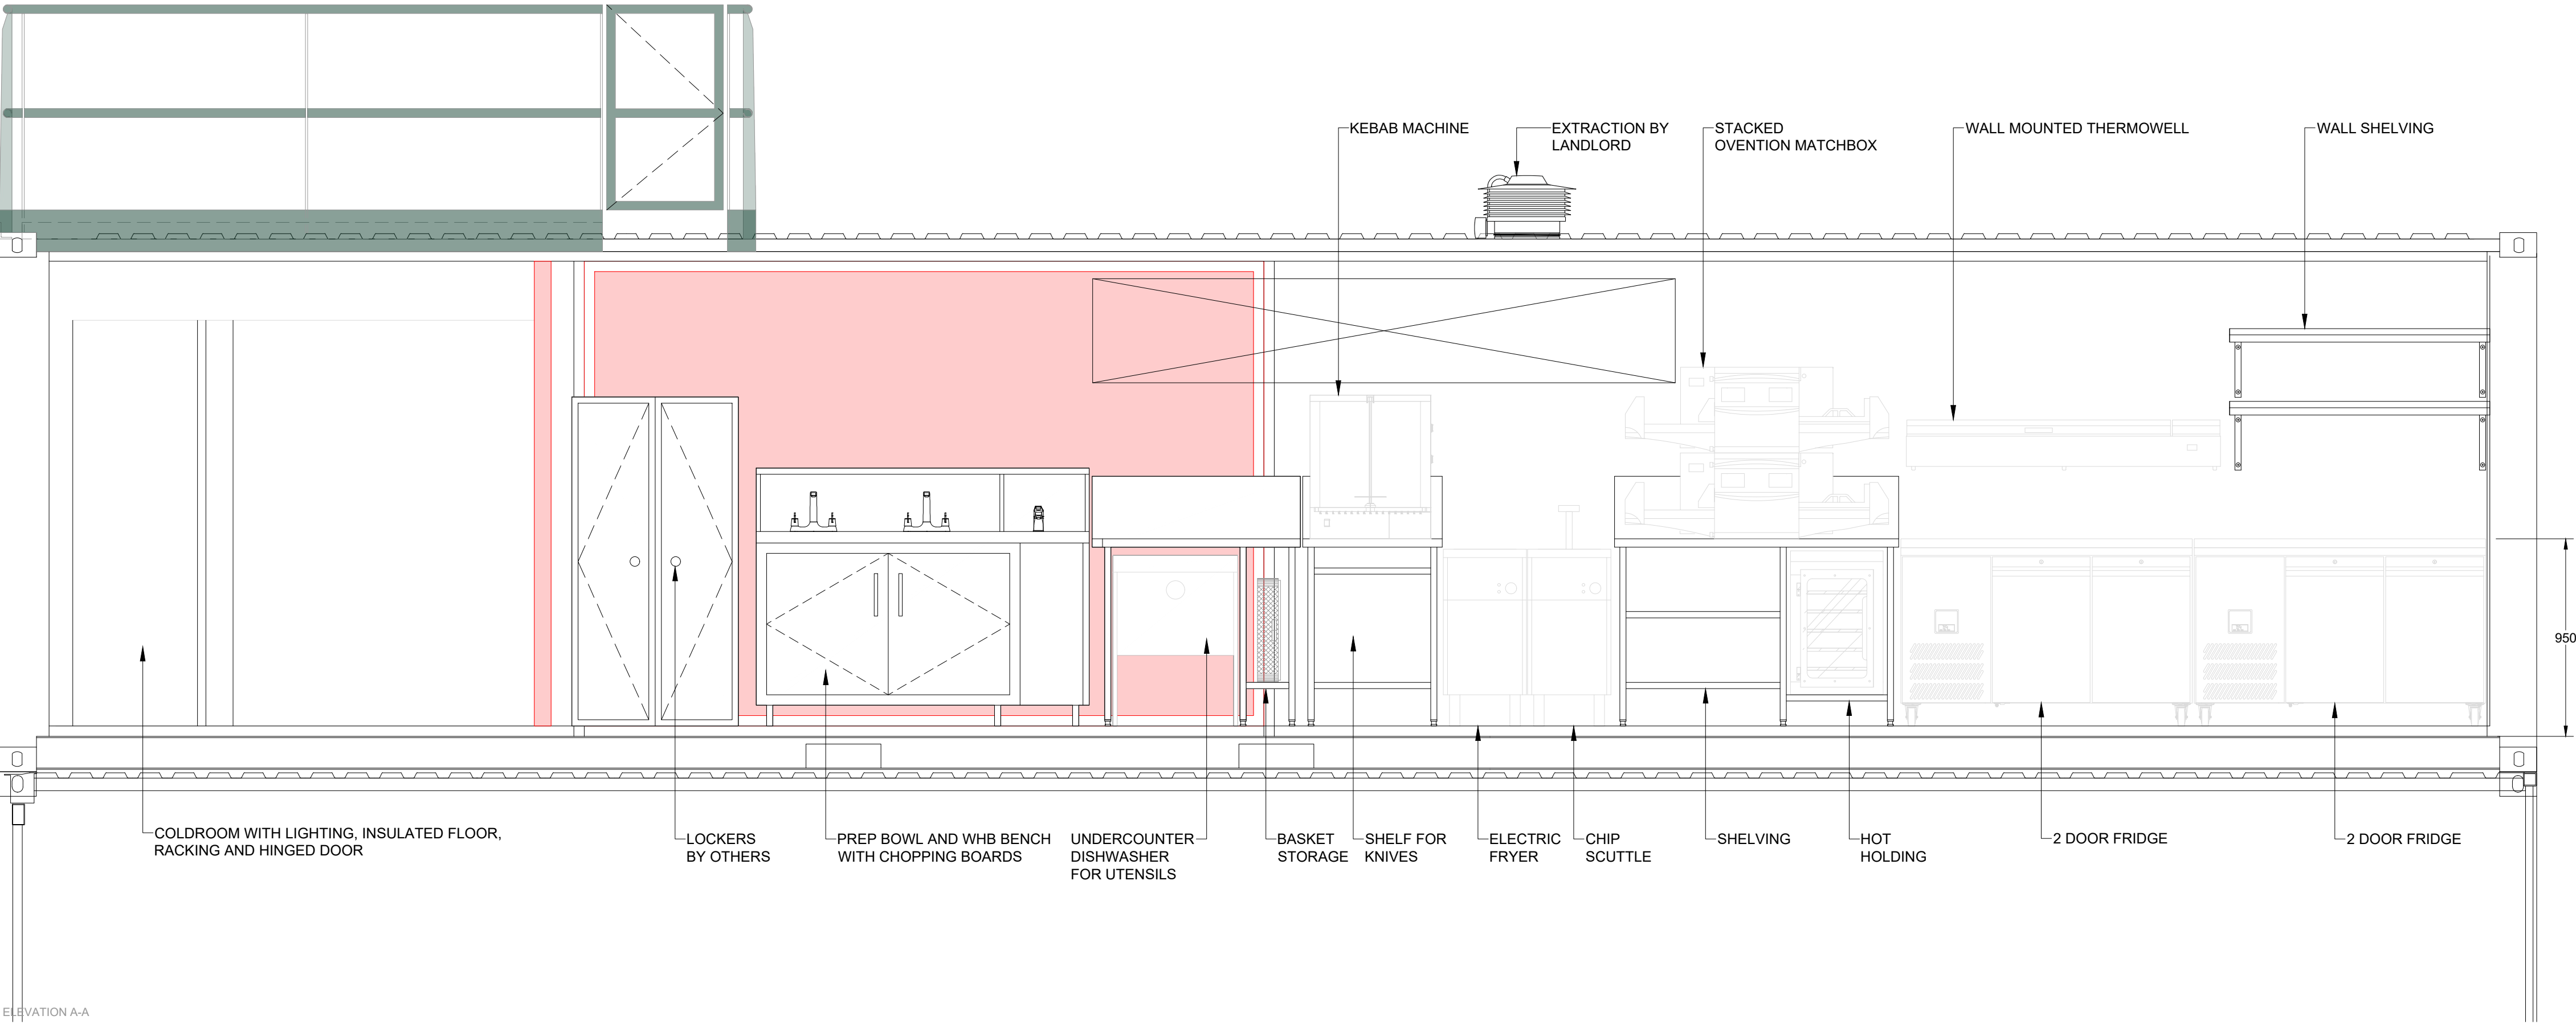 KEBAB MACHINE
EXTRACTION BY
LANDLORD
STACKED
OVENTION MATCHBOX
WALL MOUNTED THERMOWELL
WALL SHELVING
950
COLDROOM WITH LIGHTING, INSULATED FLOOR,
RACKING AND HINGED DOOR
LOCKERS
BY OTHERS
PREP BOWL AND WHB BENCH
WITH CHOPPING BOARDS
UNDERCOUNTER
DISHWASHER
FOR UTENSILS
BASKET
STORAGE
SHELF FOR
KNIVES
ELECTRIC
FRYER
CHIP
SCUTTLE
SHELVING
HOT
HOLDING
2 DOOR FRIDGE
2 DOOR FRIDGE
ELEVATION A-A